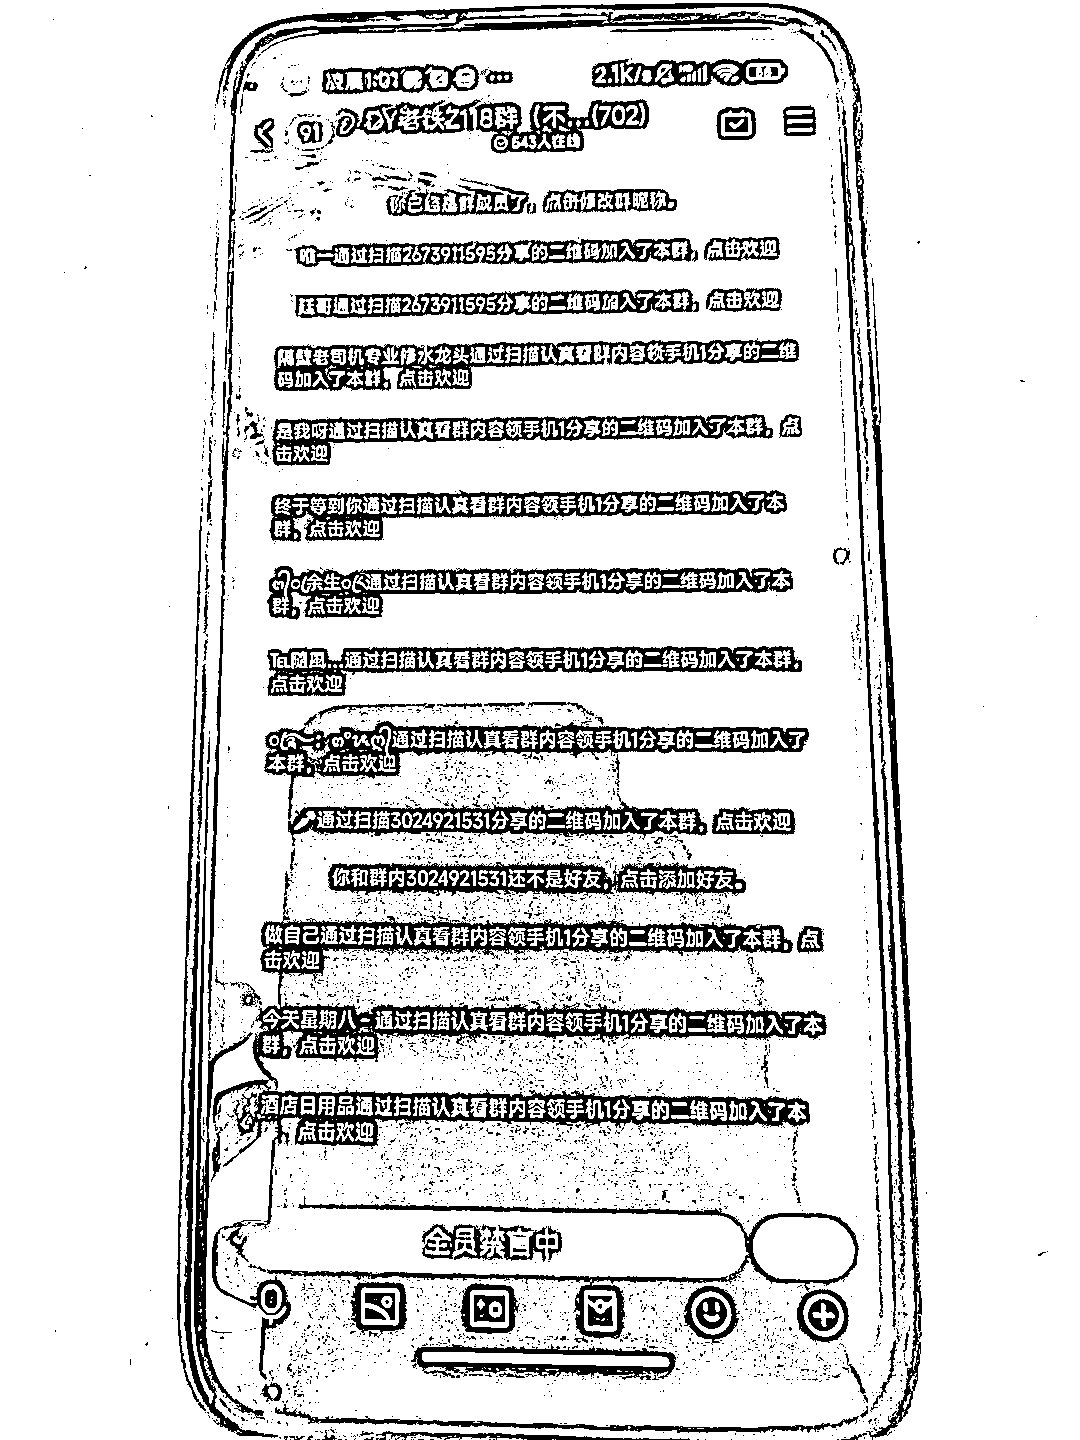 凌晨1:01 2.1K/s 66
91 DY老铁Z118群（不...(702)
643人在线
你已经是群成员了，点击修改群昵称。
唯一通过扫描2673911595分享的二维码加入了本群，点击欢迎
廷哥通过扫描2673911595分享的二维码加入了本群，点击欢迎
隔壁老司机专业修水龙头通过扫描认真看群内容领手机1分享的二维
码加入了本群，点击欢迎
是我呀通过扫描认真看群内容领手机1分享的二维码加入了本群，点
击欢迎
终于等到你通过扫描认真看群内容领手机1分享的二维码加入了本
群，点击欢迎
余生通过扫描认真看群内容领手机1分享的二维码加入了本
群，点击欢迎
随风...通过扫描认真看群内容领手机1分享的二维码加入了本群，
点击欢迎
通过扫描认真看群内容领手机1分享的二维码加入了
本群，点击欢迎
通过扫描3024921531分享的二维码加入了本群，点击欢迎
你和群内3024921531还不是好友，点击添加好友。
做自己通过扫描认真看群内容领手机1分享的二维码加入了本群，点
击欢迎
今天星期八=通过扫描认真看群内容领手机1分享的二维码加入了本
群，点击欢迎
酒店日用品通过扫描认真看群内容领手机1分享的二维码加入了本
，点击欢迎
全员禁言中